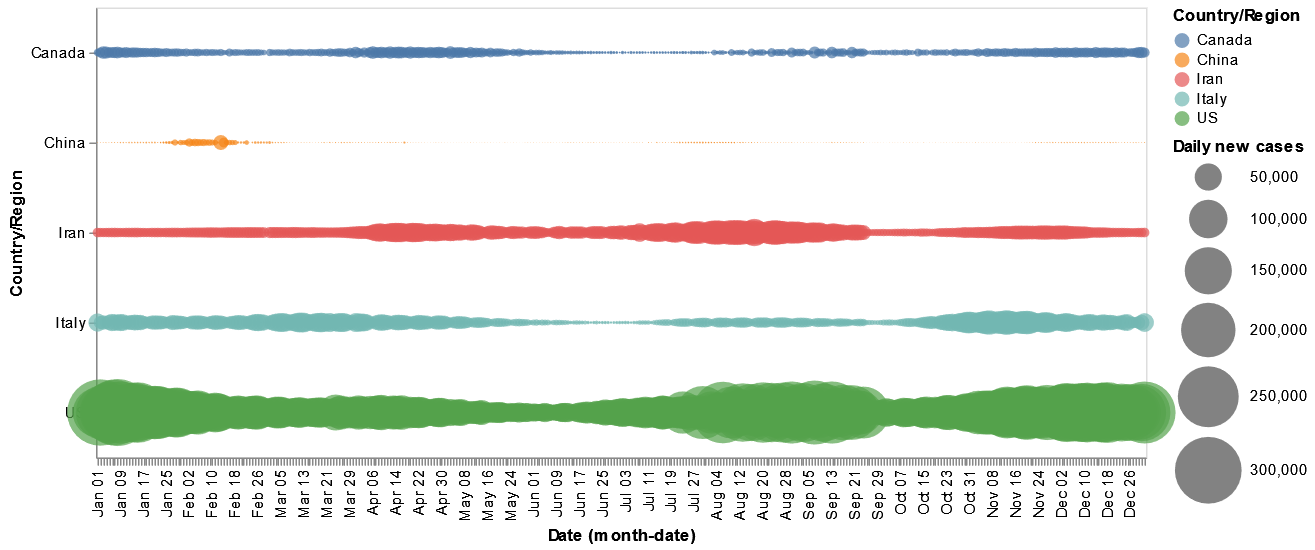 Canada
China
Iran
Italy
U
Country/Region
Jan 01
Jan 09
Jan 17
Jan 25
Feb 02
Feb 10
Feb 18
Feb 26
Mar 05
Mar 13
Mar 21
Mar 29
Apr 06
Apr 14
Apr 22
Apr 30
May 08
May 16
May 24
Jun 01
Jun 09
Jun 17
Jun 25
Jul 03
Jul 11
Jul 19
Jul 27
Aug 04
Aug 12
Aug 20
Aug 28
Sep 05
Sep 13
Sep 21
Sep 29
Oct 07
Oct 15
Oct 23
Oct 31
Nov 08
Nov 16
Nov 24
Dec 02
Dec 10
Dec 18
Dec 26
Date (month-date)
Country/Region
Canada
China
Iran
Italy
US
Daily new cases
50,000
100,000
150,000
200,000
250,000
300,000